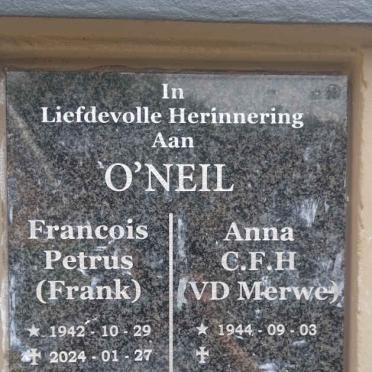 In
Liefdevolle Herinnering
Aan
O'NEIL
Francois
Petrus
(Frank)
★ 1942 - 10 - 29
✠ 2024 - 01 - 27
Anna
C.F.H
(VD Merwe)
★ 1944 - 09 - 03
✠